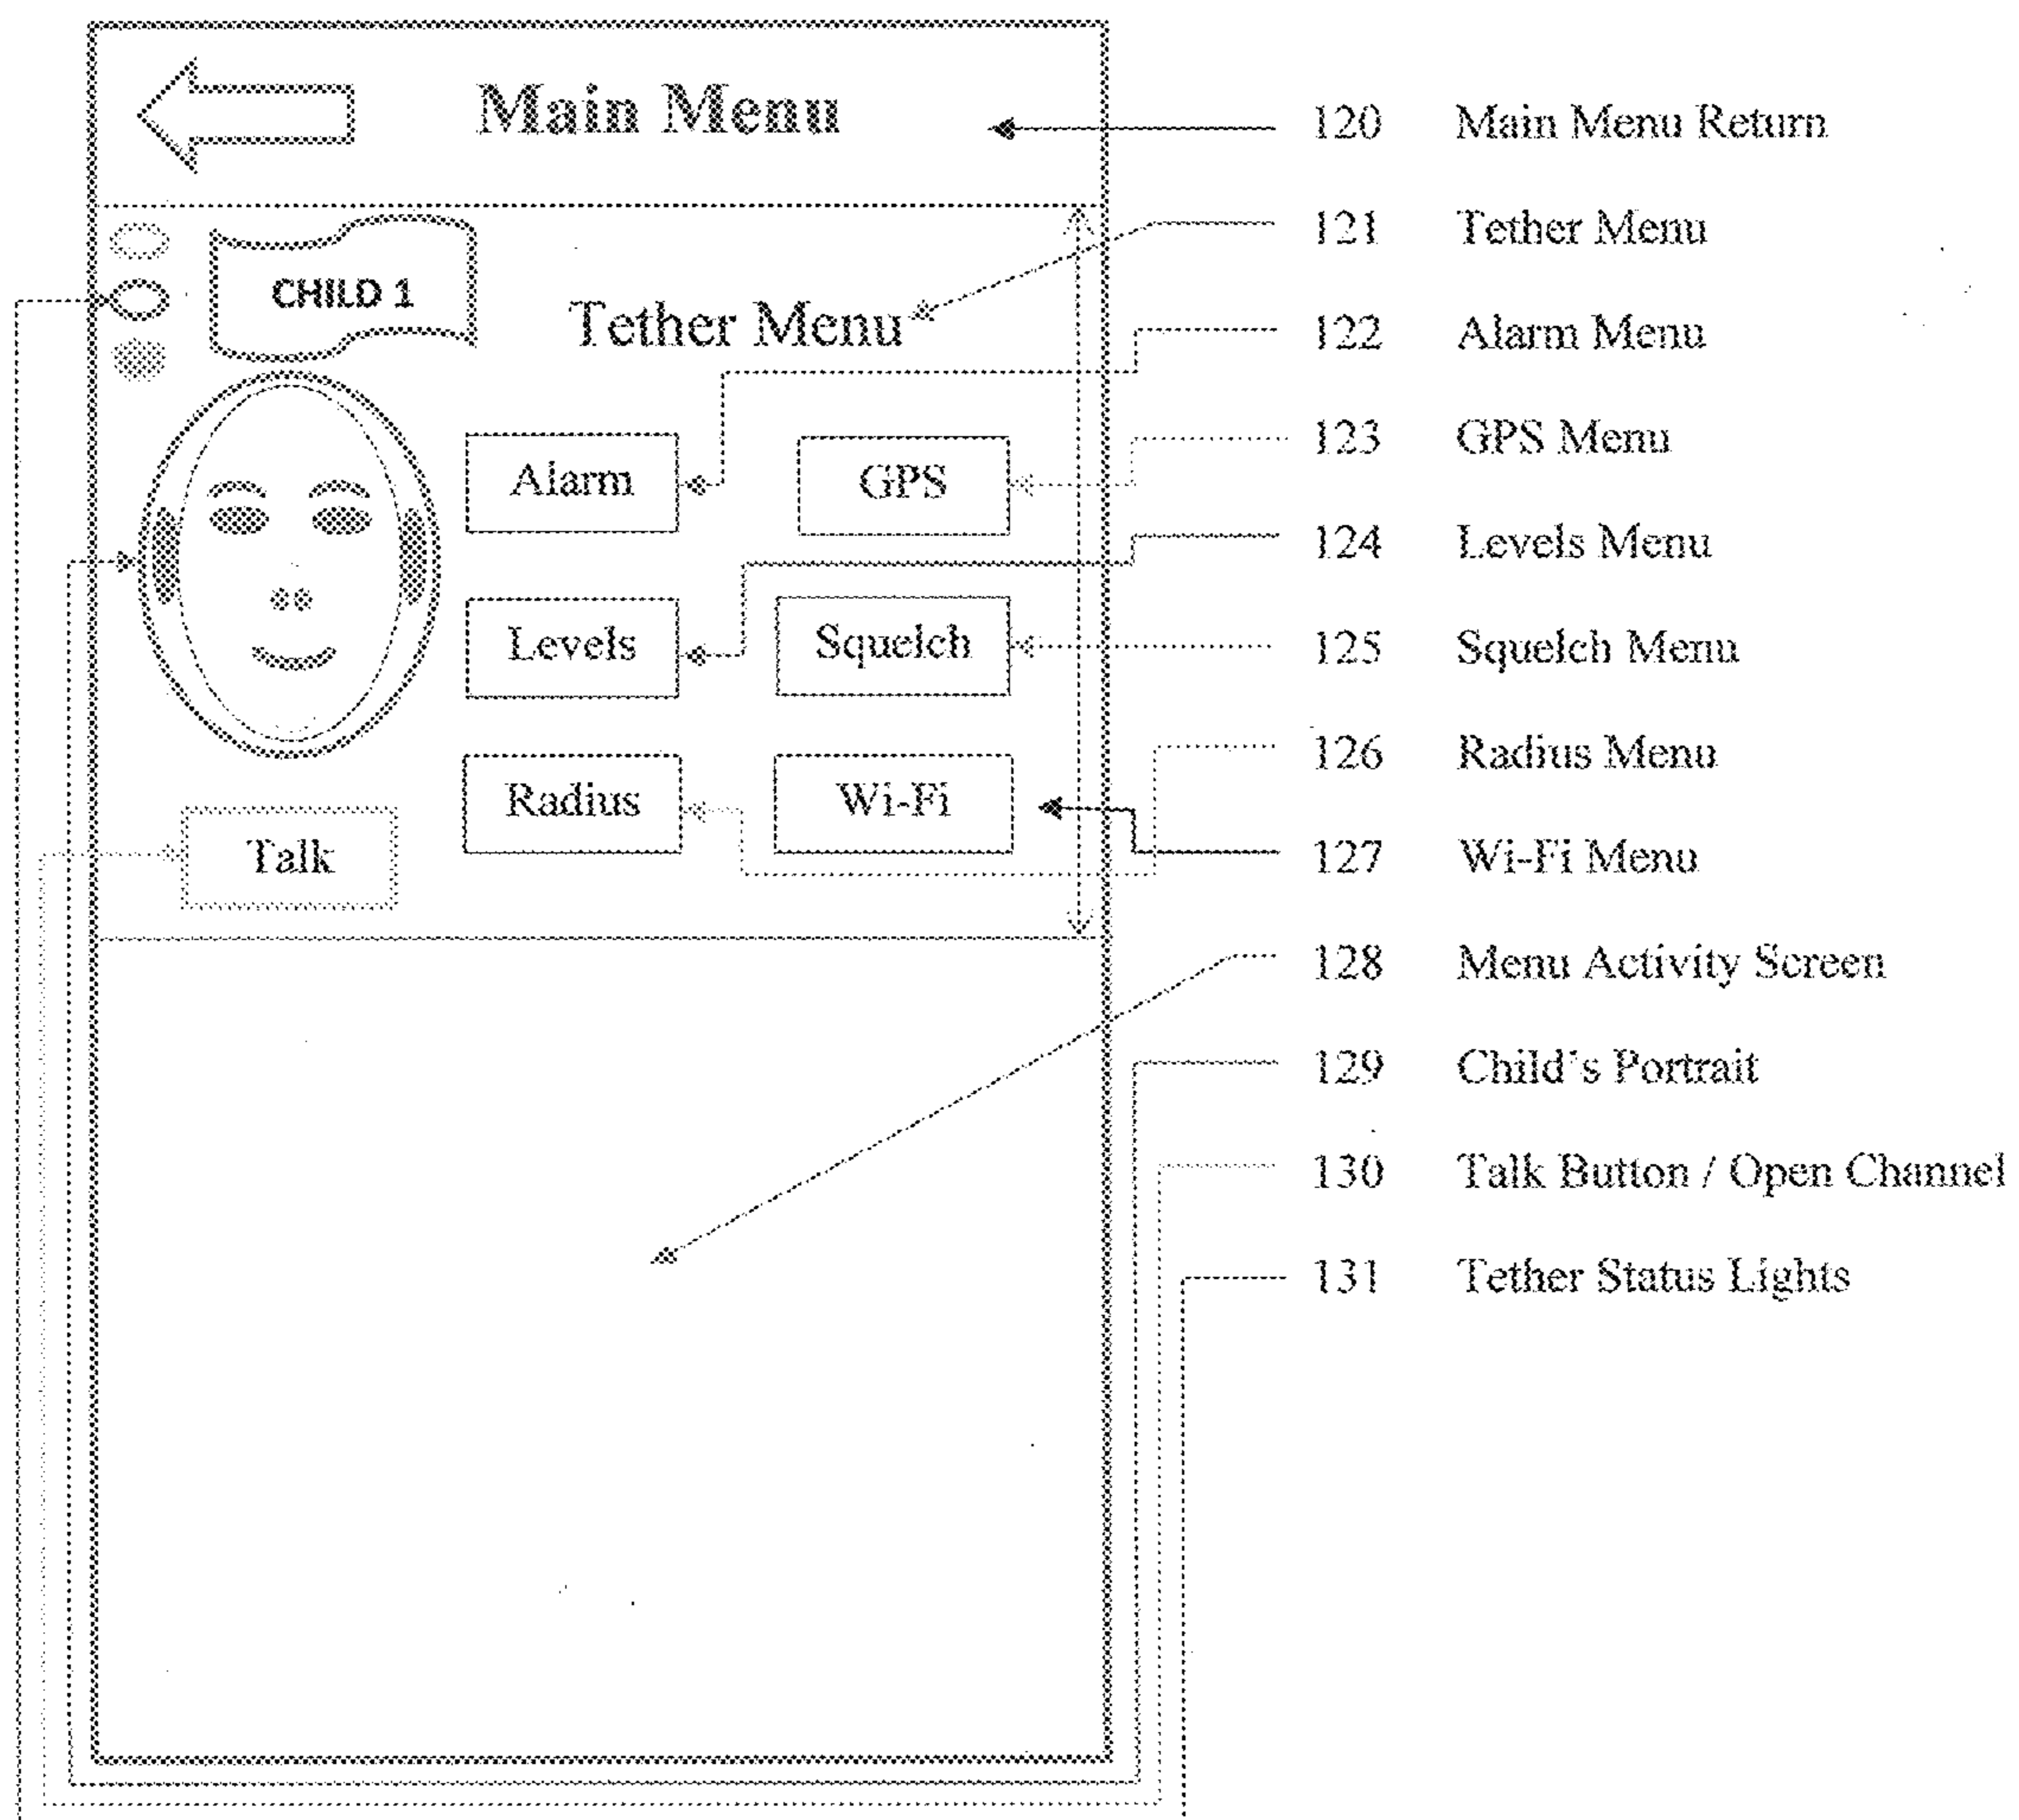 Main Menu
CHILD 1
Tether Menu
Alarm
GPS
Levels
Squelch
Radius
Wi-Fi
Talk
120 Main Menu Return
121 Tether Menu
122 Alarm Menu
123 GPS Menu
124 Levels Menu
125 Squelch Menu
126 Radius Menu
127 Wi-Fi Menu
128 Menu Activity Screen
129 Child's Portrait
130 Talk Button / Open Channel
131 Tether Status Lights